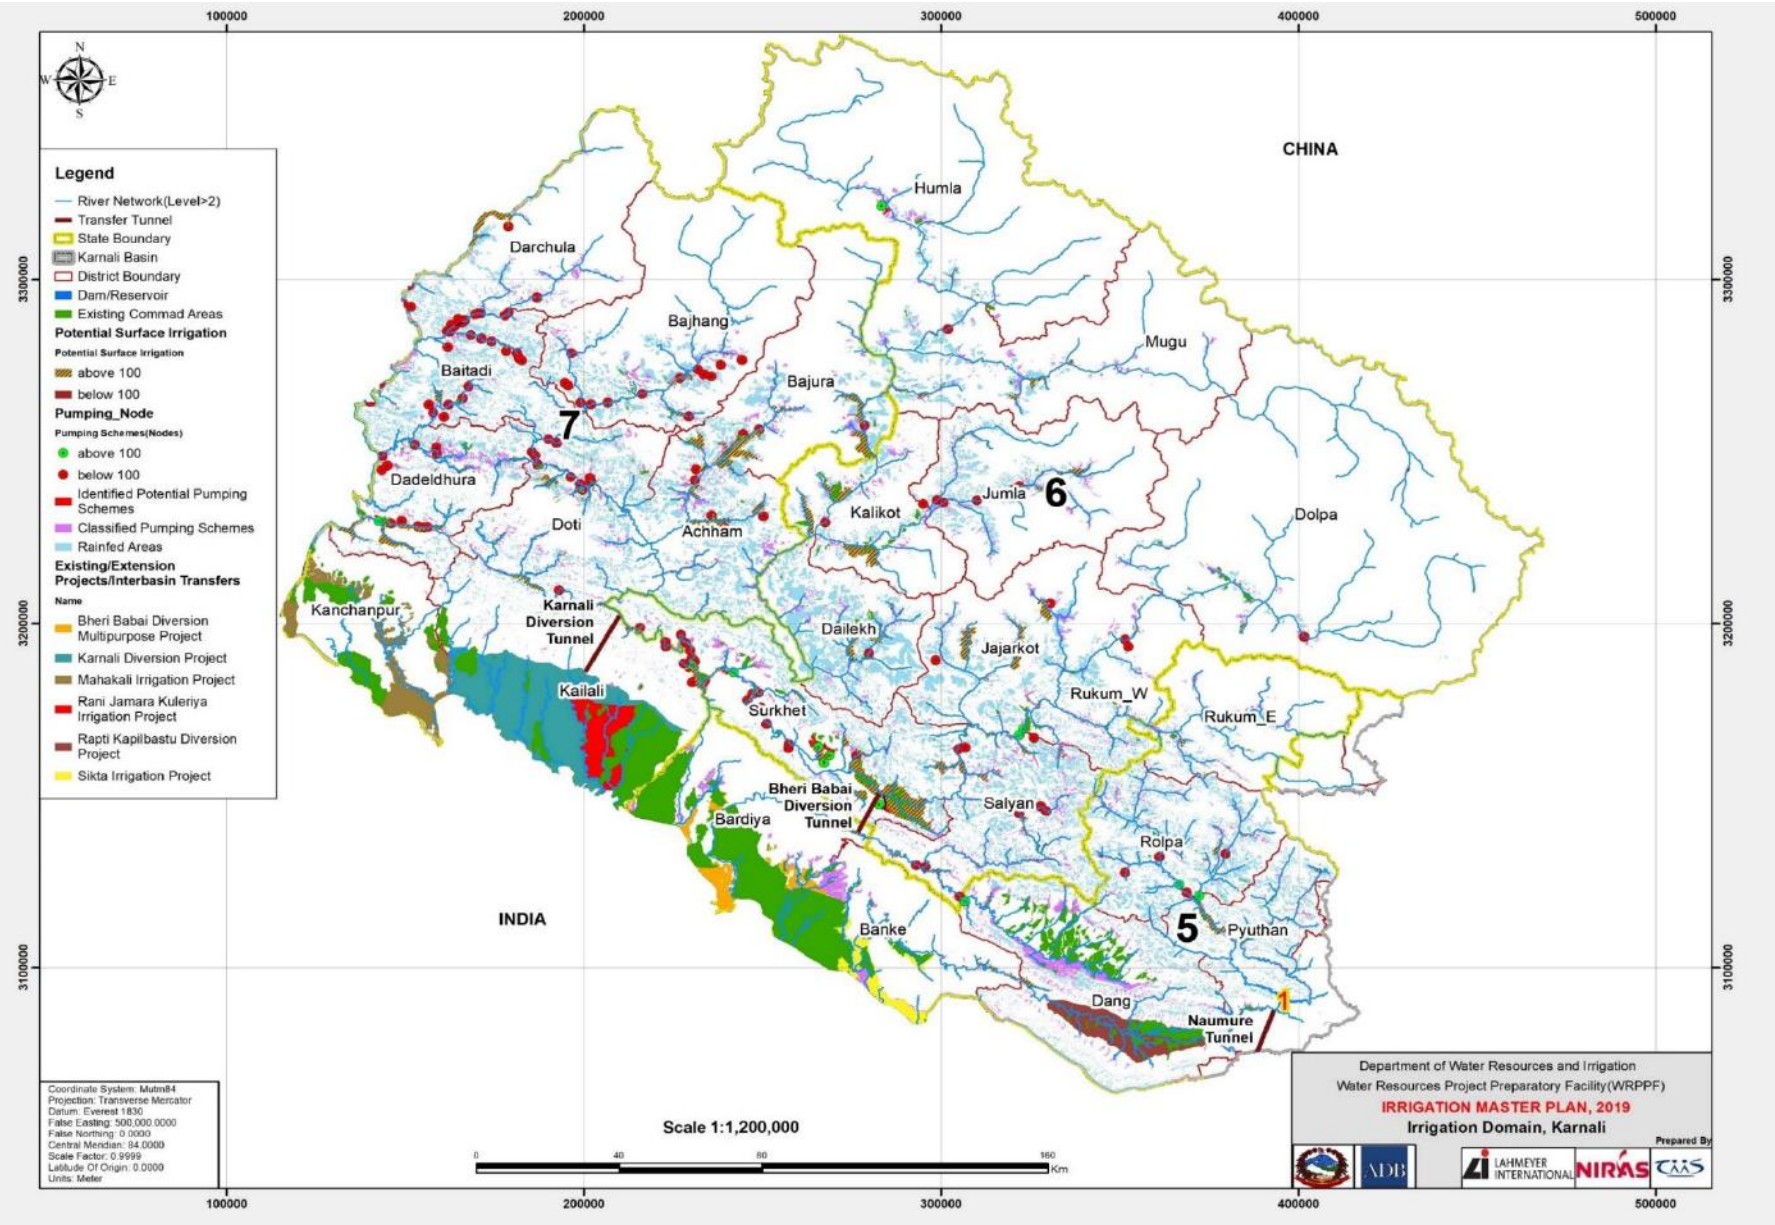 100000
200000
300000
400000
500000
N
W
E
S
CHINA
Legend
River Network(Level>2)
Transfer Tunnel
State Boundary
Karnali Basin
District Boundary
Dam/Reservoir
Existing Commad Areas
Potential Surface Irrigation
Potential Surface Irrigation
above 100
below 100
Pumping_Node
Pumping Schemes(Nodes)
above 100
below 100
Identified Potential Pumping
Schemes
Classified Pumping Schemes
Rainfed Areas
Existing/Extension
Projects/Interbasin Transfers
Name
Bheri Babai Diversion
Multipurpose Project
Karnali Diversion Project
Mahakali Irrigation Project
Rani Jamara Kuleriya
Irrigation Project
Rapti Kapilbastu Diversion
Project
Sikta Irrigation Project
3300000
3200000
3100000
3300000
3200000
3100000
Humla
Darchula
Bajhang
Mugu
Baitadi
Bajura
7
Dadeldhura
Jumla
6
Kalikot
Dolpa
Doti
Achham
Kanchanpur
Karnali
Diversion
Tunnel
Dailekh
Jajarkot
Kailali
Rukum_W
Surkhet
Rukum_E
Bheri Babai
Diversion
Tunnel
Salyan
Bardiya
Rolpa
INDIA
Banke
5
Pyuthan
Dang
1
Naumure
Tunnel
Coordinate System: Mutm84
Projection: Transverse Mercator
Datum: Everest 1830
False Easting: 500,000.0000
False Northing: 0.0000
Central Meridian: 84.0000
Scale Factor: 0.9999
Latitude Of Origin: 0.0000
Units: Meter
Scale 1:1,200,000
0
40
80
160
Km
Department of Water Resources and Irrigation
Water Resources Project Preparatory Facility(WRPPF)
IRRIGATION MASTER PLAN, 2019
Irrigation Domain, Karnali
Prepared By
ADB
LAHMEYER
INTERNATIONAL
NIRAS
100000
200000
300000
400000
500000